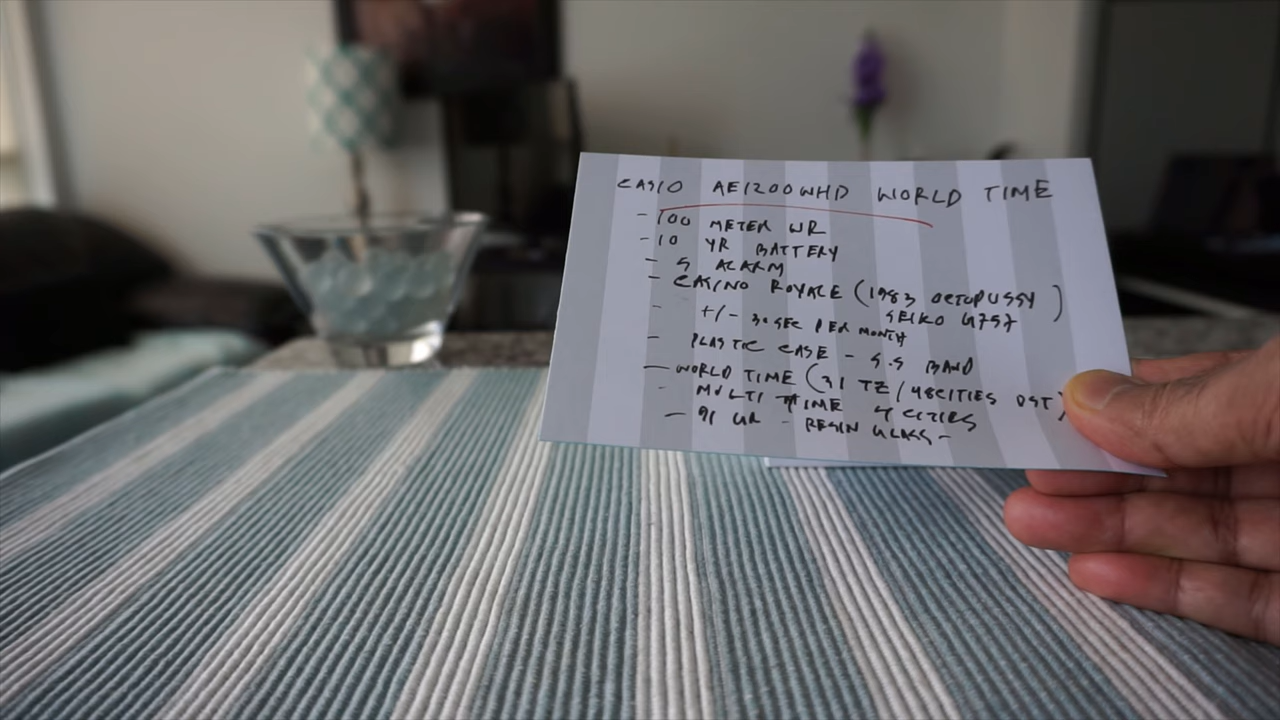 CASIO AE1200WHD WORLD TIME
- 100 METER WR
- 10 YR BATTERY
- 5 ALARM
- CASINO ROYALE (1983 OCTOPUSSY )
SEIKO G757
- +/- 30 SEC PER MONTH
- PLASTIC CASE - S.S BAND
- WORLD TIME (31 TZ/48CITIES DST)
- MULTI TIME 4 CITIES
- 91 GR - RESIN GLASS -